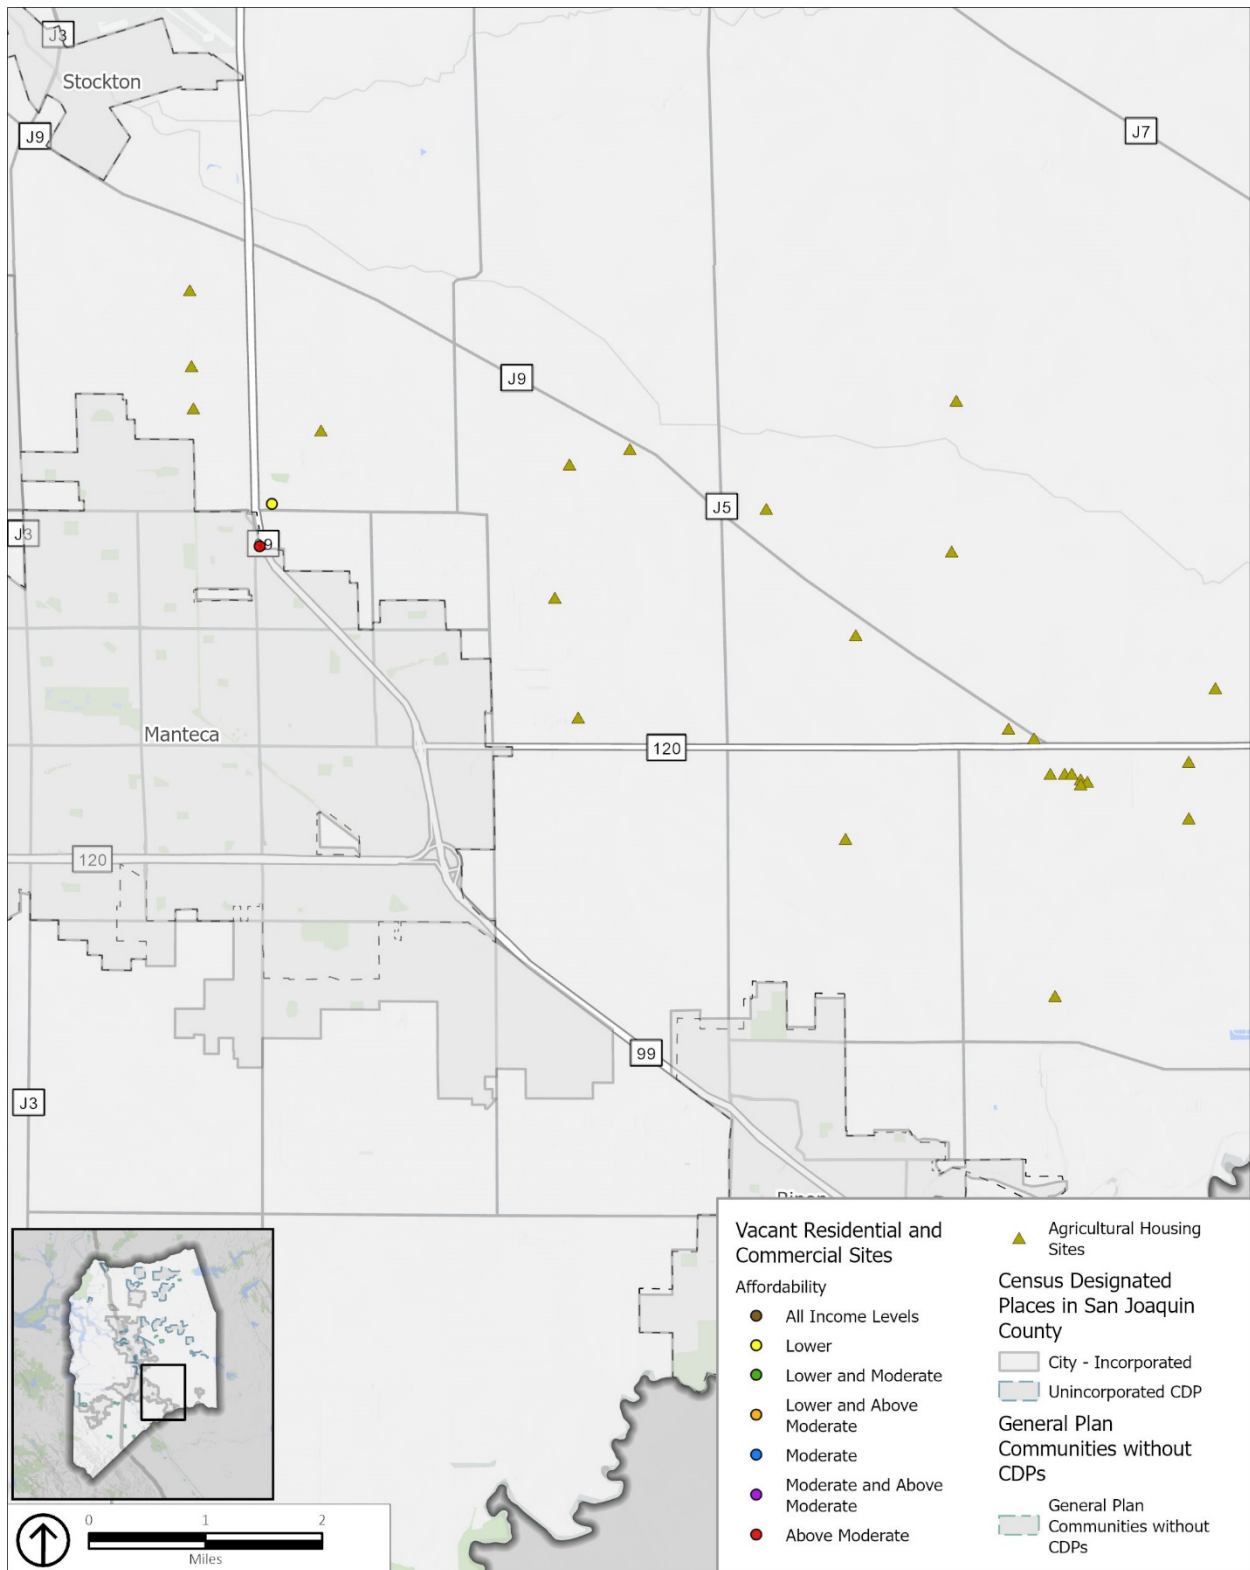 J3
Stockton
J9
J7
J9
J5
J3
Manteca
120
120
99
J3
Vacant Residential and
Commercial Sites
Affordability
All Income Levels
Lower
Lower and Moderate
Lower and Above
Moderate
Moderate
Moderate and Above
Moderate
Above Moderate
Agricultural Housing
Sites
Census Designated
Places in San Joaquin
County
City - Incorporated
Unincorporated CDP
General Plan
Communities without
CDPs
General Plan
Communities without
CDPs
0
1
2
Miles